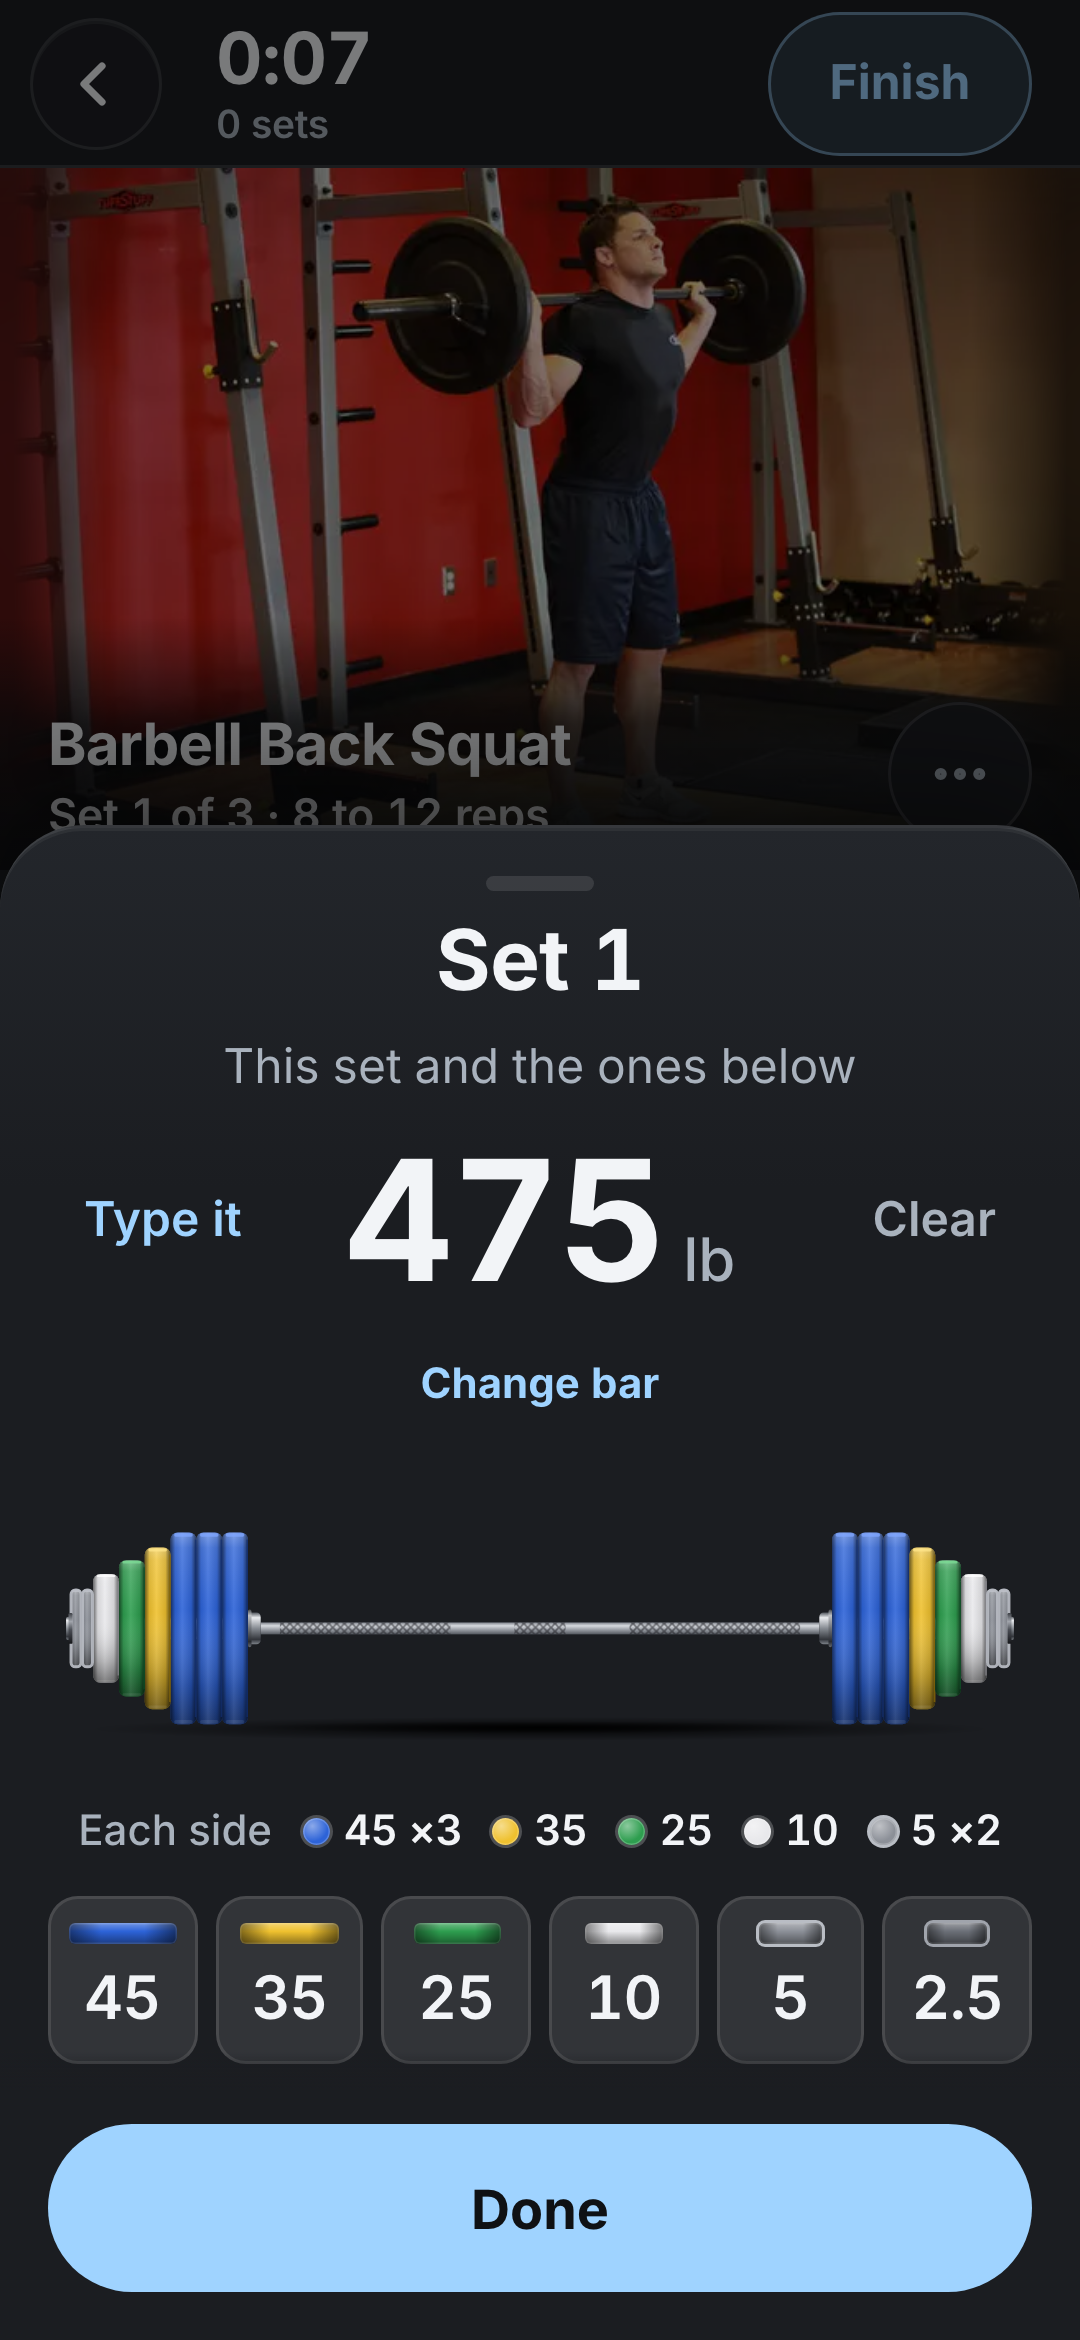 0:07
0 sets
Finish
Barbell Back Squat
Set 1 of 3 · 8 to 12 reps
Set 1
This set and the ones below
Type it
475 lb
Clear
Change bar
Each side 45 ×3 35 25 10 5 ×2
45 35 25 10 5 2.5
Done